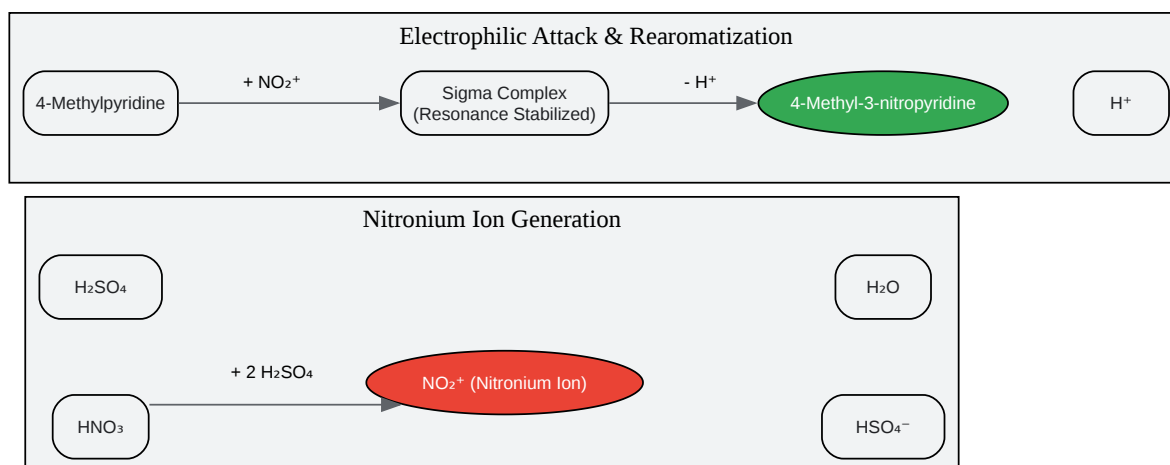 Electrophilic Attack & Rearomatization
4-Methylpyridine
+ NO₂⁺
Sigma Complex
(Resonance Stabilized)
- H⁺
4-Methyl-3-nitropyridine
H⁺
Nitronium Ion Generation
H₂SO₄
H₂O
HNO₃
+ 2 H₂SO₄
NO₂⁺ (Nitronium Ion)
HSO₄⁻